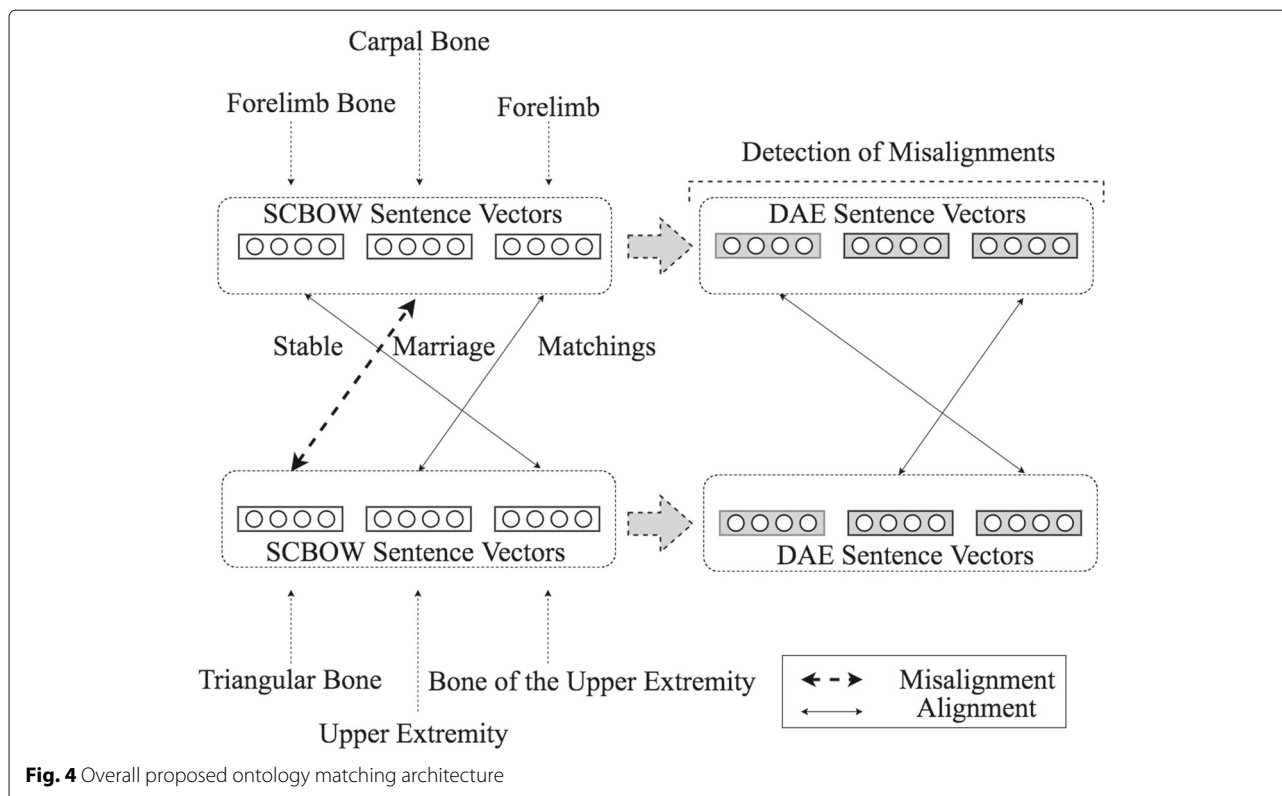 Carpal Bone
Forelimb Bone
Forelimb
Detection of Misalignments
SCBOW Sentence Vectors
DAE Sentence Vectors
Stable Marriage Matchings
SCBOW Sentence Vectors
DAE Sentence Vectors
Triangular Bone
Bone of the Upper Extremity
Upper Extremity
Misalignment
Alignment
Fig. 4 Overall proposed ontology matching architecture